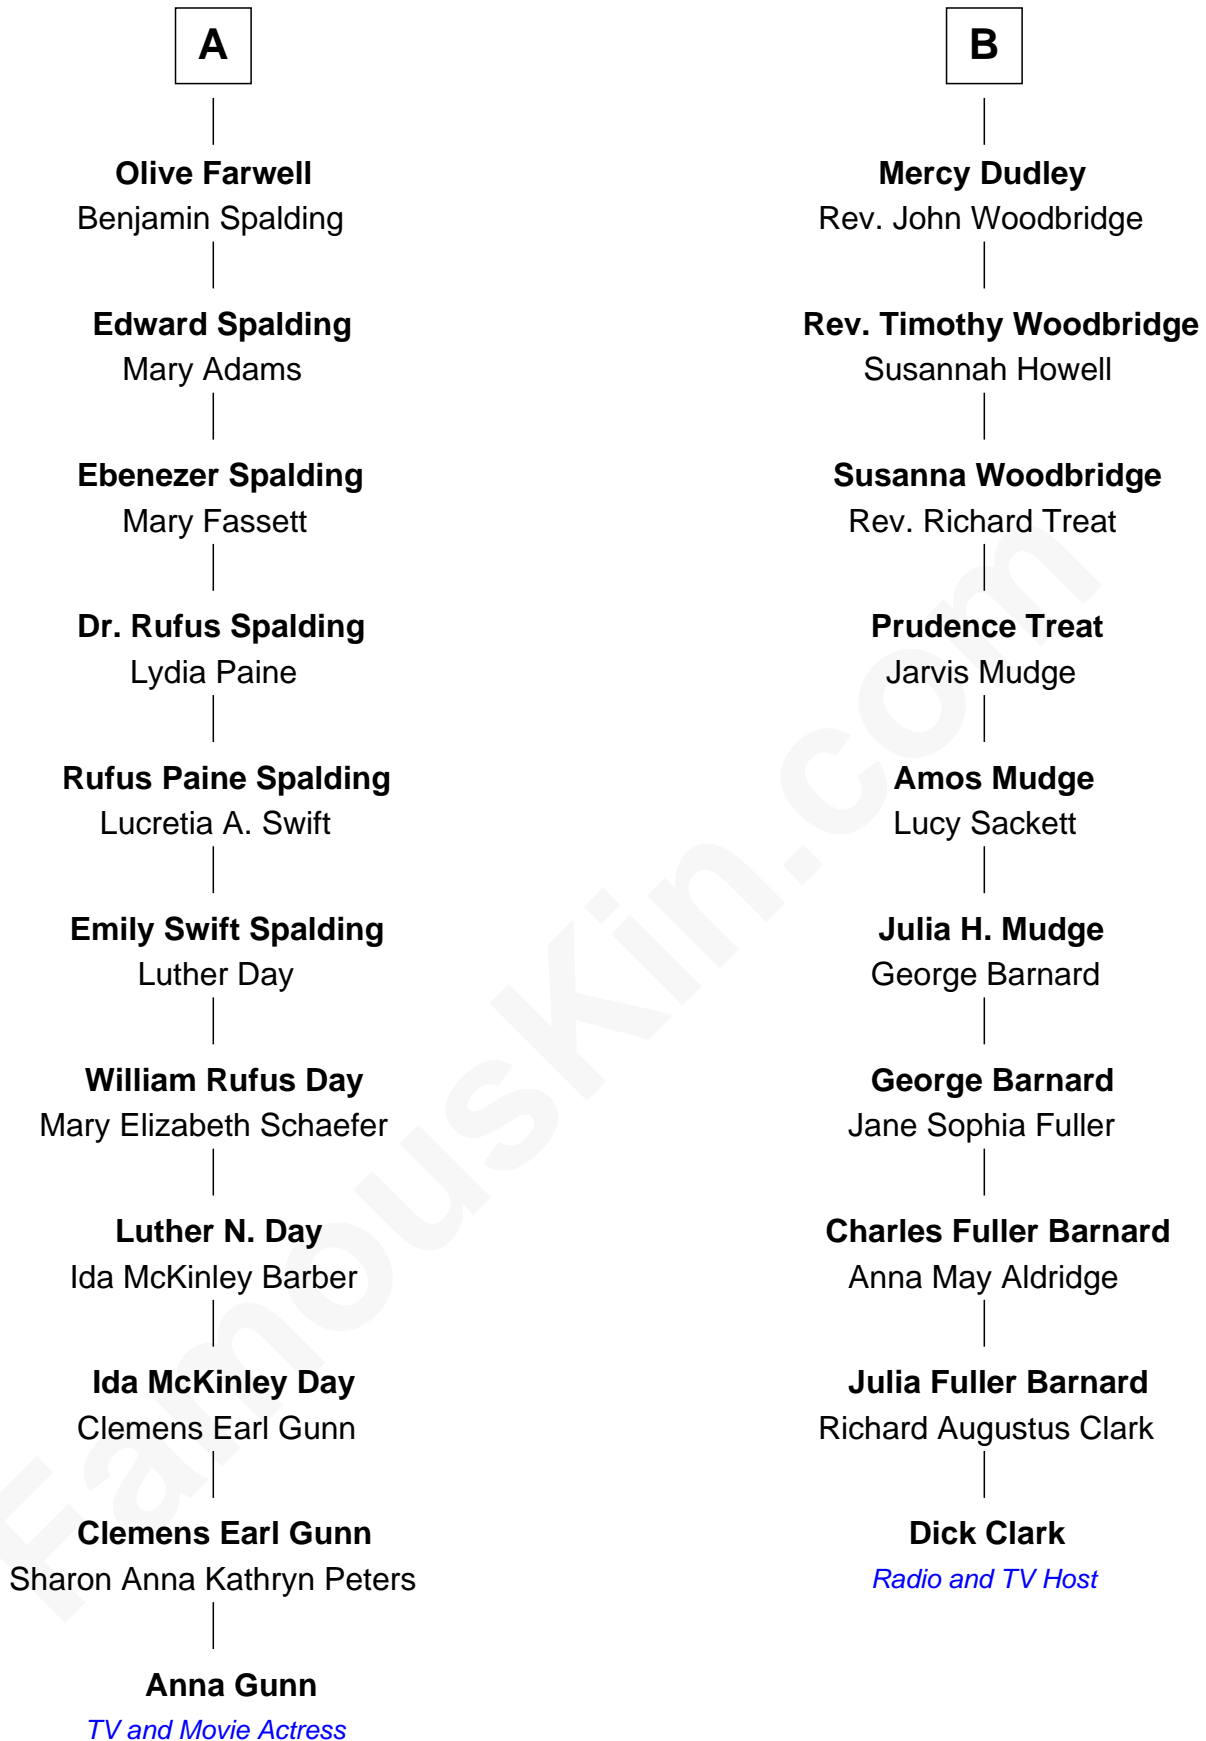 A
Olive Farwell
Benjamin Spalding
Edward Spalding
Mary Adams
Ebenezer Spalding
Mary Fassett
Dr. Rufus Spalding
Lydia Paine
Rufus Paine Spalding
Lucretia A. Swift
Emily Swift Spalding
Luther Day
William Rufus Day
Mary Elizabeth Schaefer
Luther N. Day
Ida McKinley Barber
Ida McKinley Day
Clemens Earl Gunn
Clemens Earl Gunn
Sharon Anna Kathryn Peters
Anna Gunn
TV and Movie Actress
B
Mercy Dudley
Rev. John Woodbridge
Rev. Timothy Woodbridge
Susannah Howell
Susanna Woodbridge
Rev. Richard Treat
Prudence Treat
Jarvis Mudge
Amos Mudge
Lucy Sackett
Julia H. Mudge
George Barnard
George Barnard
Jane Sophia Fuller
Charles Fuller Barnard
Anna May Aldridge
Julia Fuller Barnard
Richard Augustus Clark
Dick Clark
Radio and TV Host
FamousKin.com